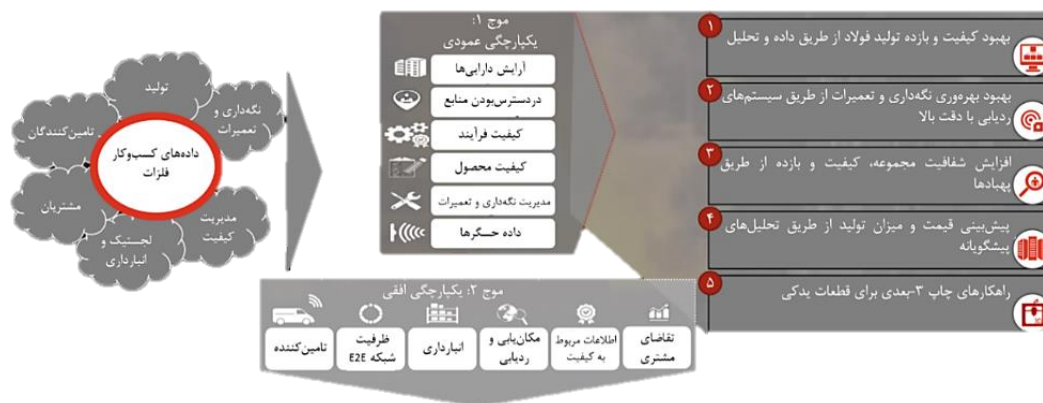 تولید
نگه‌داری و
تعمیرات
تامین‌کنندگان
داده‌های کسب‌وکار
فلزات
مشتریان
مدیریت
کیفیت
لجستیک و
انبارداری
موج ۱:
یکپارچگی عمودی
آرایش دارایی‌ها
دردسترس‌بودن منابع
کیفیت فرآیند
کیفیت محصول
مدیریت نگه‌داری و تعمیرات
داده حسگرها
موج ۲: یکپارچگی افقی
تقاضای
مشتری
اطلاعات مربوط
به کیفیت
مکان‌یابی و
ردیابی
انبارداری
ظرفیت
شبکه E2E
تامین‌کننده
۱
بهبود کیفیت و بازده تولید فولاد از طریق داده و تحلیل
۲
بهبود بهره‌وری نگه‌داری و تعمیرات از طریق سیستم‌های
ردیابی با دقت بالا
۳
افزایش شفافیت مجموعه، کیفیت و بازده از طریق
پهپادها
۴
پیش‌بینی قیمت و میزان تولید از طریق تحلیل‌های
پیشگویانه
۵
راهکارهای چاپ ۳-بعدی برای قطعات یدکی